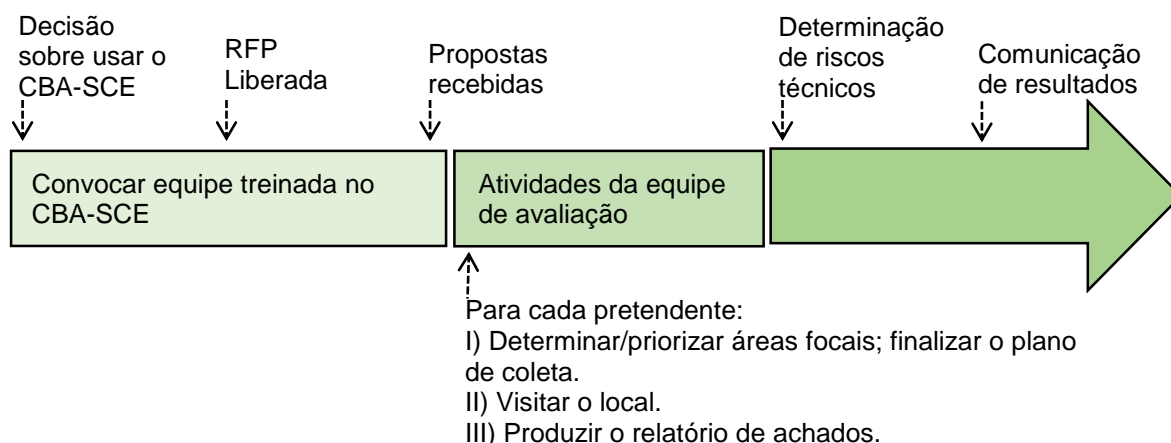 Decisão
sobre usar o
CBA-SCE
RFP
Liberada
Propostas
recebidas
Determinação
de riscos
técnicos
Comunicação
de resultados
Convocar equipe treinada no
CBA-SCE
Atividades da equipe
de avaliação
Para cada pretendente:
I) Determinar/priorizar áreas focais; finalizar o plano
de coleta.
II) Visitar o local.
III) Produzir o relatório de achados.